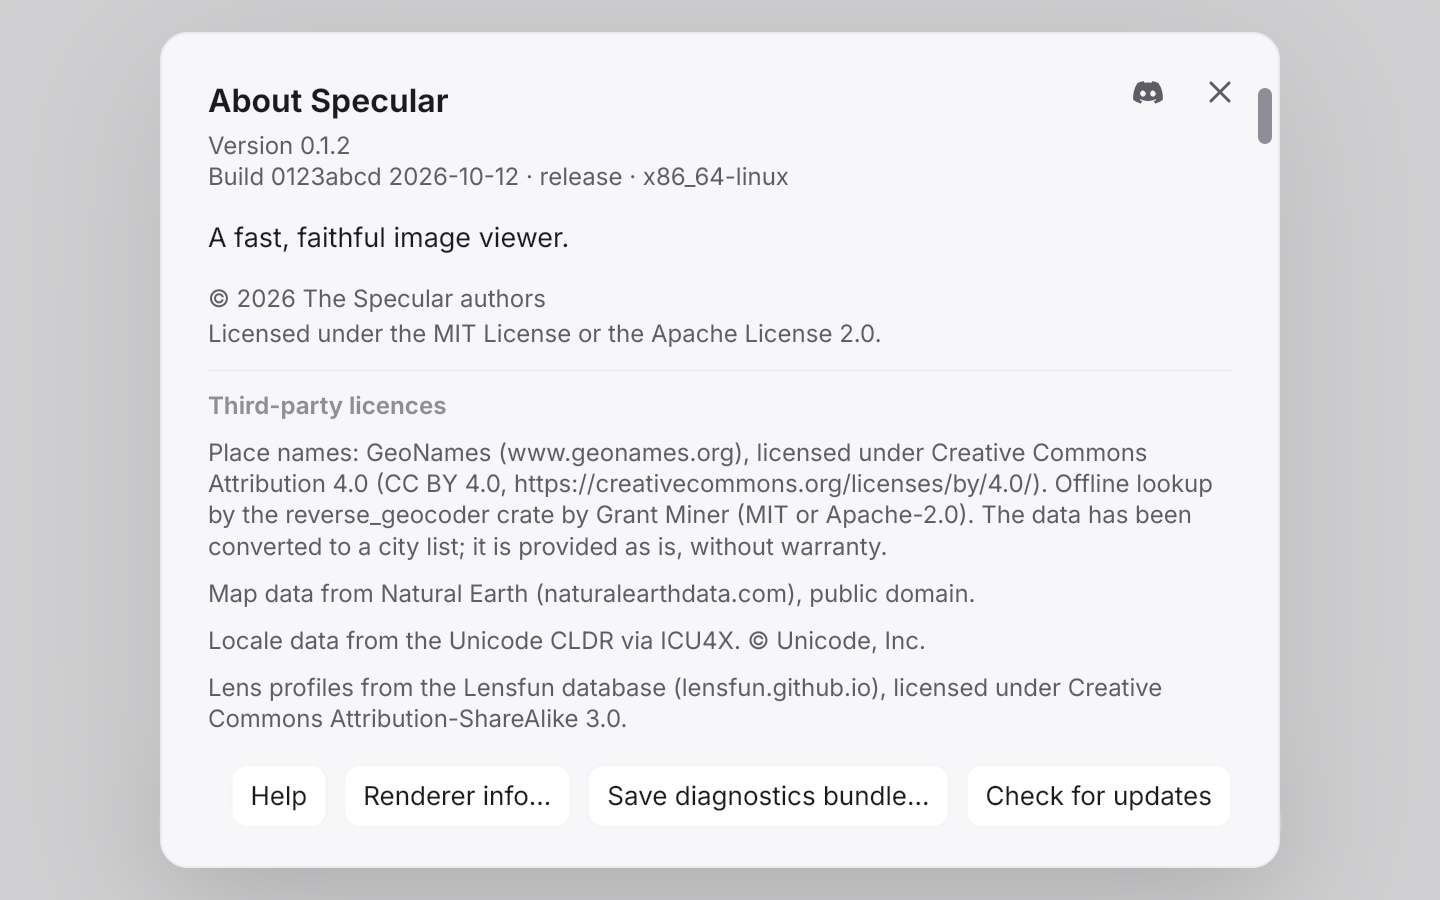 About Specular
Version 0.1.2
Build 0123abcd 2026-10-12 · release · x86_64-linux
A fast, faithful image viewer.
© 2026 The Specular authors
Licensed under the MIT License or the Apache License 2.0.
Third-party licences
Place names: GeoNames (www.geonames.org), licensed under Creative Commons
Attribution 4.0 (CC BY 4.0, https://creativecommons.org/licenses/by/4.0/). Offline lookup
by the reverse_geocoder crate by Grant Miner (MIT or Apache-2.0). The data has been
converted to a city list; it is provided as is, without warranty.
Map data from Natural Earth (naturalearthdata.com), public domain.
Locale data from the Unicode CLDR via ICU4X. © Unicode, Inc.
Lens profiles from the Lensfun database (lensfun.github.io), licensed under Creative
Commons Attribution-ShareAlike 3.0.
Help
Renderer info...
Save diagnostics bundle...
Check for updates